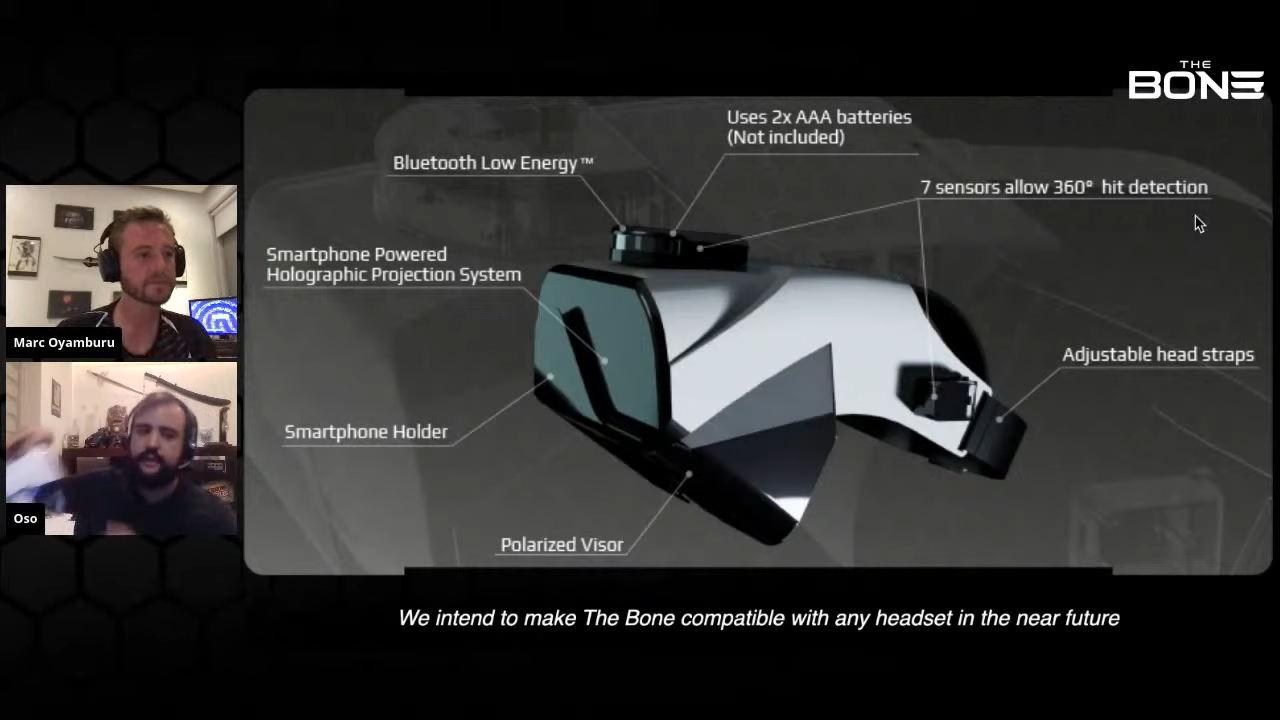 THE
BONE
Uses 2x AAA batteries
(Not included)
Bluetooth Low Energy™
7 sensors allow 360° hit detection
Smartphone Powered
Holographic Projection System
Marc Oyamburu
Adjustable head straps
Smartphone Holder
Oso
Polarized Visor
We intend to make The Bone compatible with any headset in the near future